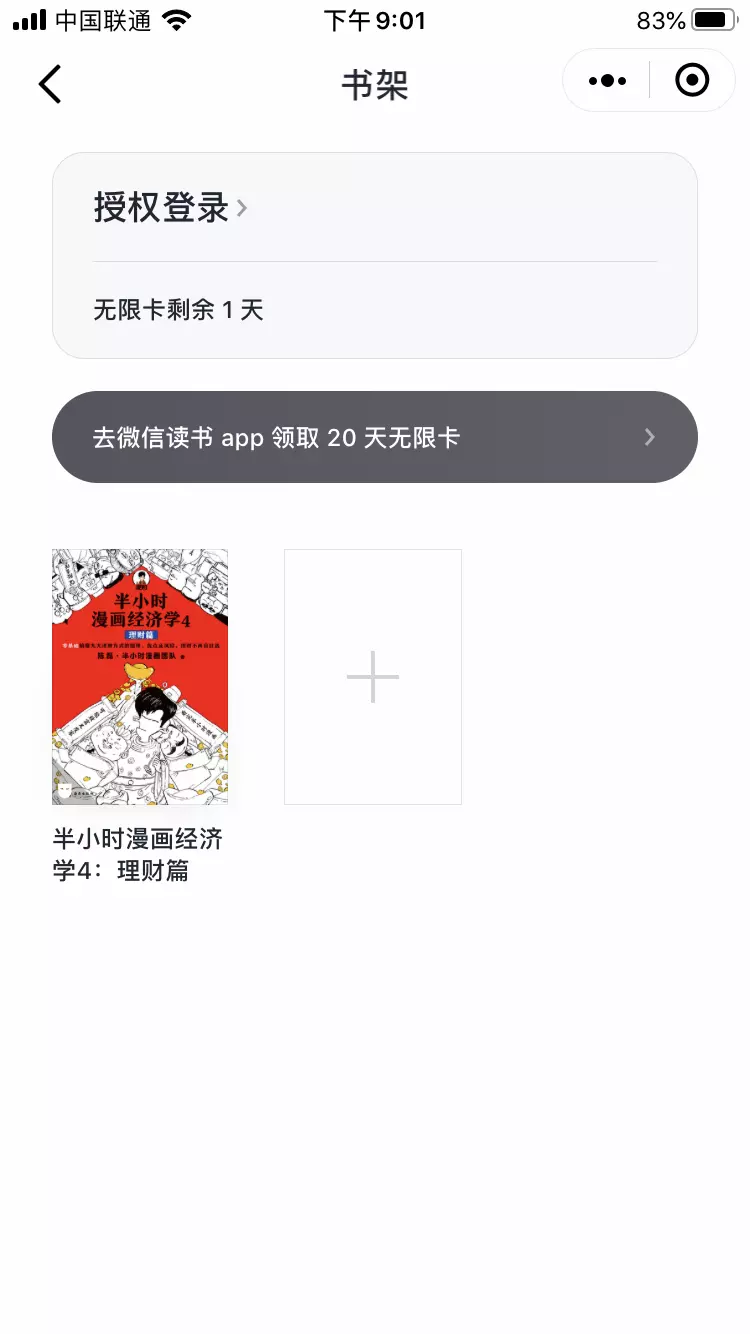 中国联通
下午9:01
83%
书架
授权登录
无限卡剩余 1 天
去微信读书 app 领取 20 天无限卡
半小时
漫画经济学4
理财篇
陈磊·半小时漫画团队 著
半小时漫画经济
学4：理财篇